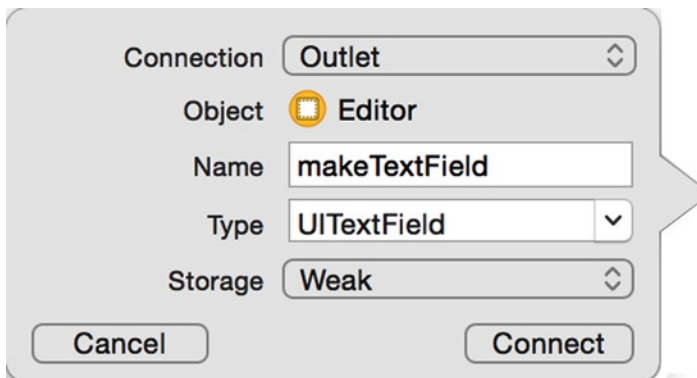 Connection Outlet
Object Editor
Name makeTextField
Type UITextField
Storage Weak
Cancel Connect